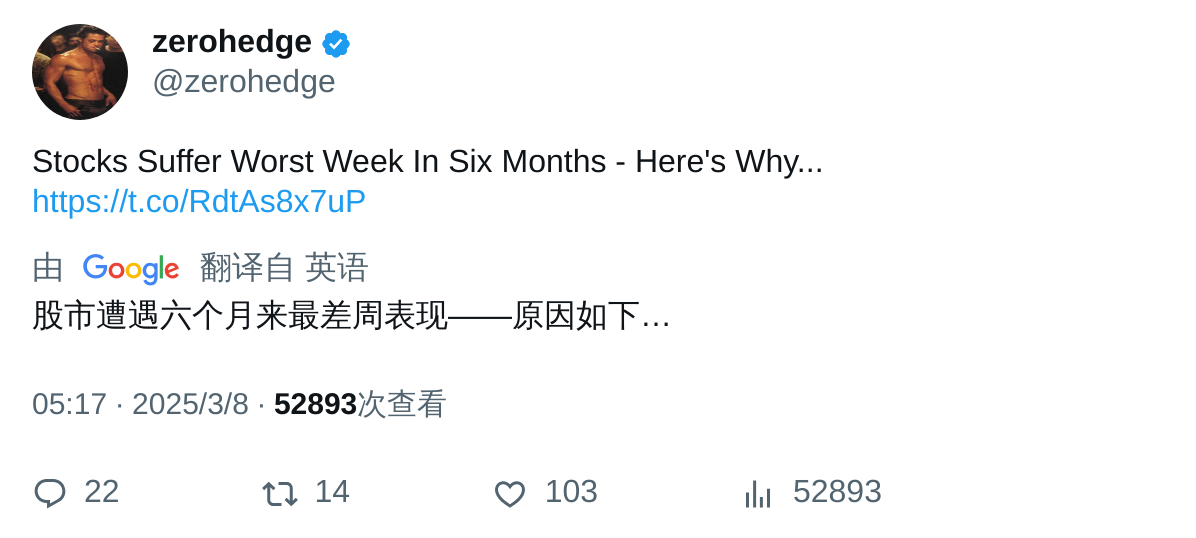 zerohedge
@zerohedge
Stocks Suffer Worst Week In Six Months - Here's Why...
https://t.co/RdtAs8x7uP
由 Google 翻译自 英语
股市遭遇六个月来最差周表现——原因如下…
05:17 · 2025/3/8 · 52893次查看
22 14 103 52893